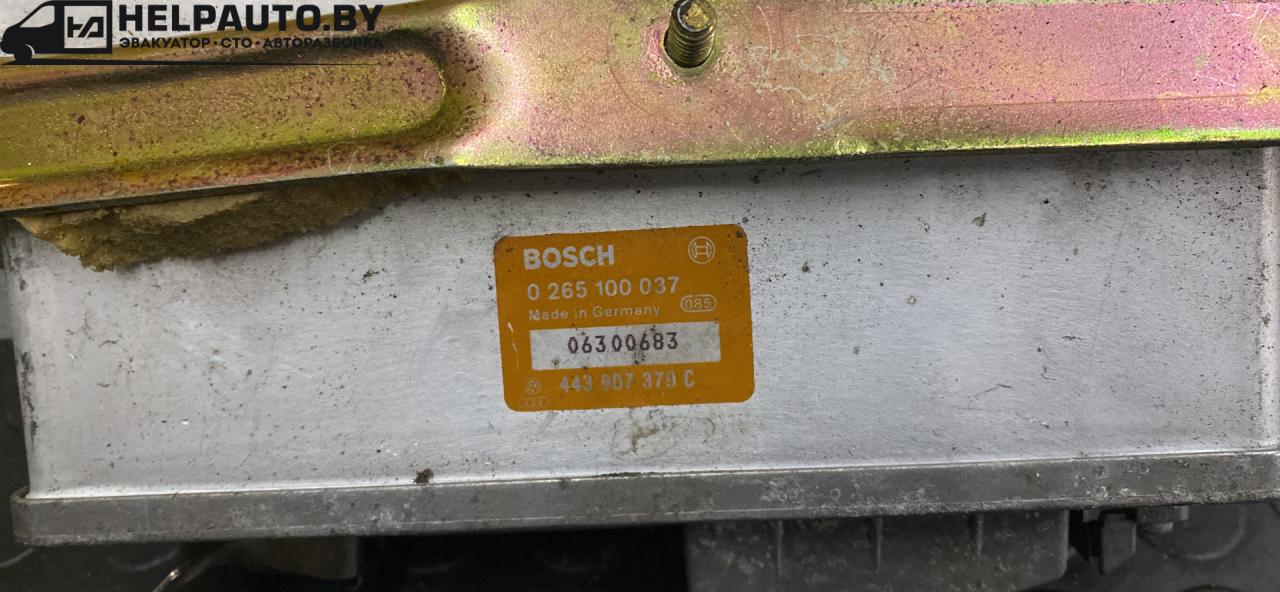 HELPAUTO.BY
ЭВАКУАТОР · СТО · АВТОРАЗБОРКА
BOSCH
0 265 100 037
Made in Germany 085
06300683
443 907 379 C